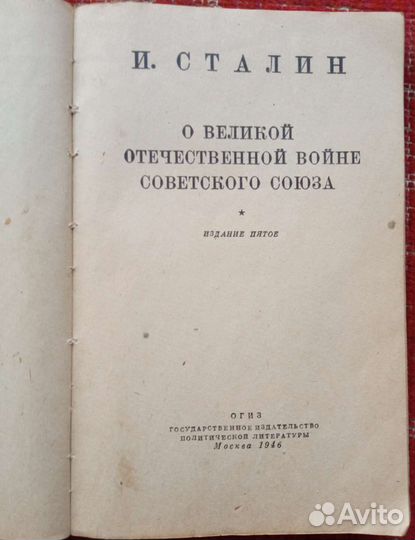 И. СТАЛИН
О ВЕЛИКОЙ
ОТЕЧЕСТВЕННОЙ ВОЙНЕ
СОВЕТСКОГО СОЮЗА
*
ИЗДАНИЕ ПЯТОЕ
ОГИЗ
ГОСУДАРСТВЕННОЕ ИЗДАТЕЛЬСТВО
ПОЛИТИЧЕСКОЙ ЛИТЕРАТУРЫ
Москва 1946
Avito